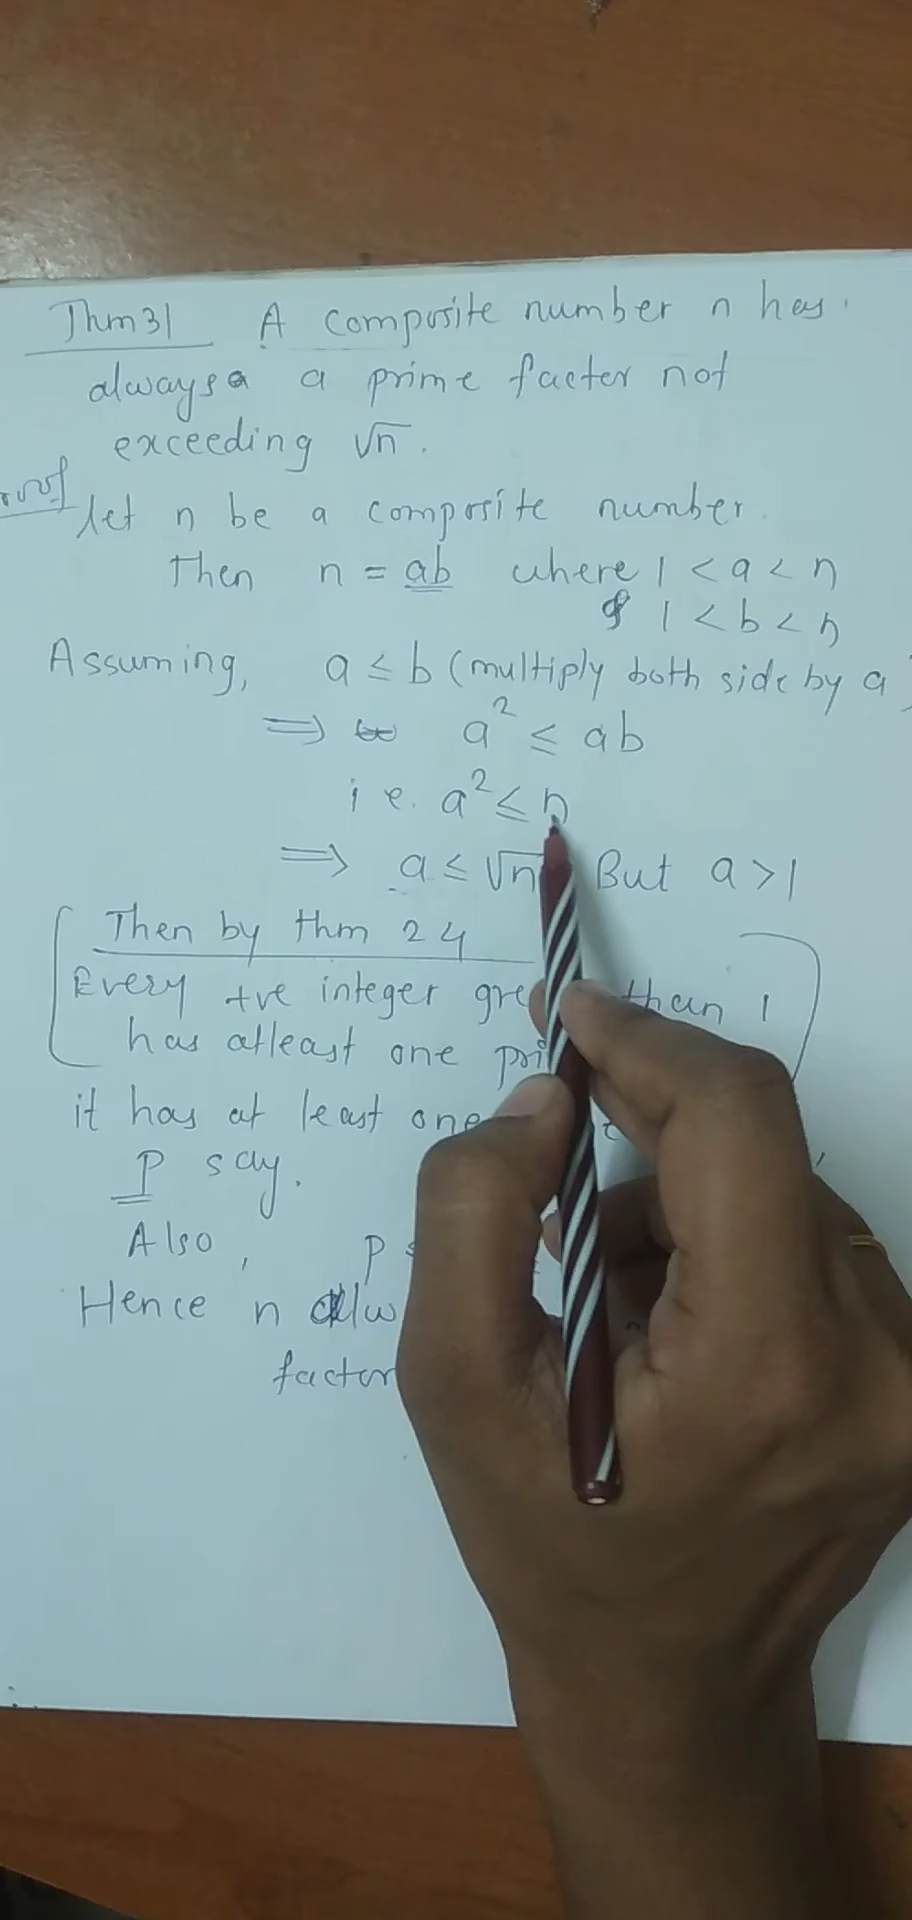 Thm 31 A composite number n has
always a prime factor not
exceeding √n.
let n be a composite number.
Then n = ab where 1 < a < n
& 1 < b < n
Assuming, a ≤ b (multiply both side by a)
⇒ a² ≤ ab
i.e. a² ≤ n
⇒ a ≤ √n But a > 1
Then by thm 24
Every +ve integer than 1
has atleast one
it has at least one
P say.
Also, p
Hence n
factor